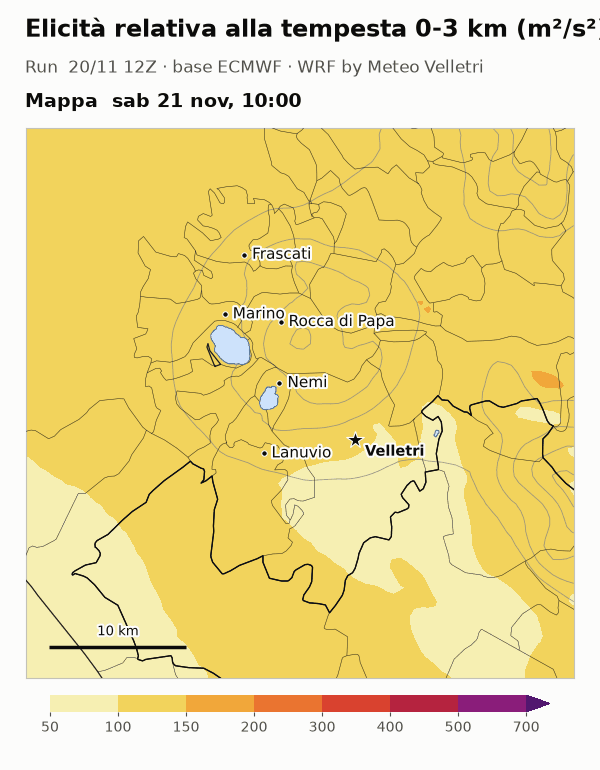 Elicità relativa alla tempesta 0-3 km (m²/s²)
Run 20/11 12Z · base ECMWF · WRF by Meteo Velletri
Mappa sab 21 nov, 10:00
Frascati
Marino
Rocca di Papa
Nemi
Velletri
Lanuvio
10 km
50 100 150 200 300 400 500 700